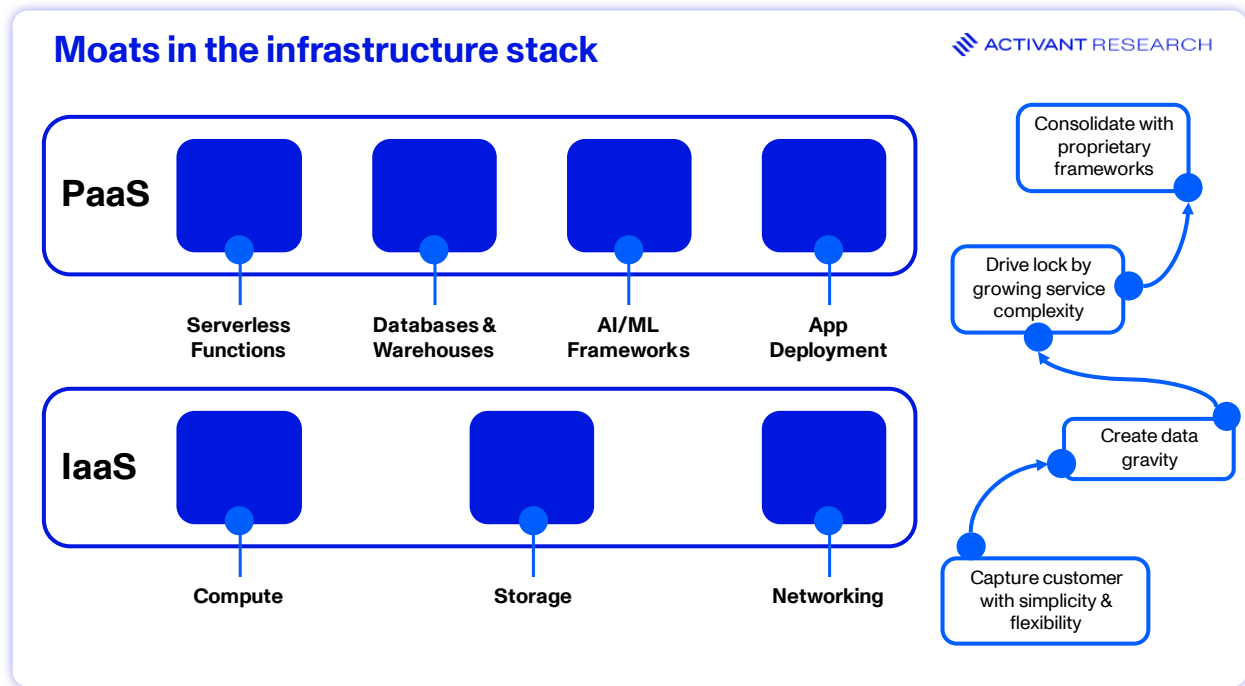 Moats in the infrastructure stack
ACTIVANT RESEARCH
PaaS
Serverless
Functions
Databases &
Warehouses
AI/ML
Frameworks
App
Deployment
IaaS
Compute
Storage
Networking
Consolidate with
proprietary
frameworks
Drive lock by
growing service
complexity
Create data
gravity
Capture customer
with simplicity &
flexibility